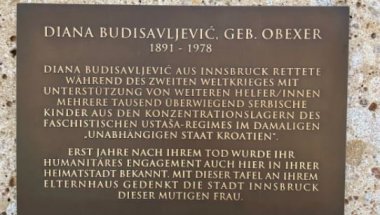 DIANA BUDISAVLJEVIĆ, GEB. OBEXER
1891 - 1978
DIANA BUDISAVLJEVIĆ AUS INNSBRUCK RETTETE
WÄHREND DES ZWEITEN WELTKRIEGES MIT
UNTERSTÜTZUNG VON WEITEREN HELFER/INNEN
MEHRERE TAUSEND ÜBERWIEGEND SERBISCHE
KINDER AUS DEN KONZENTRATIONSLAGERN DES
FASCHISTISCHEN USTAŠA-REGIMES IM DAMALIGEN
„UNABHÄNGIGEN STAAT KROATIEN“.
ERST JAHRE NACH IHREM TOD WURDE IHR
HUMANITÄRES ENGAGEMENT AUCH HIER IN IHRER
HEIMATSTADT BEKANNT. MIT DIESER TAFEL AN IHREM
ELTERNHAUS GEDENKT DIE STADT INNSBRUCK
DIESER MUTIGEN FRAU.